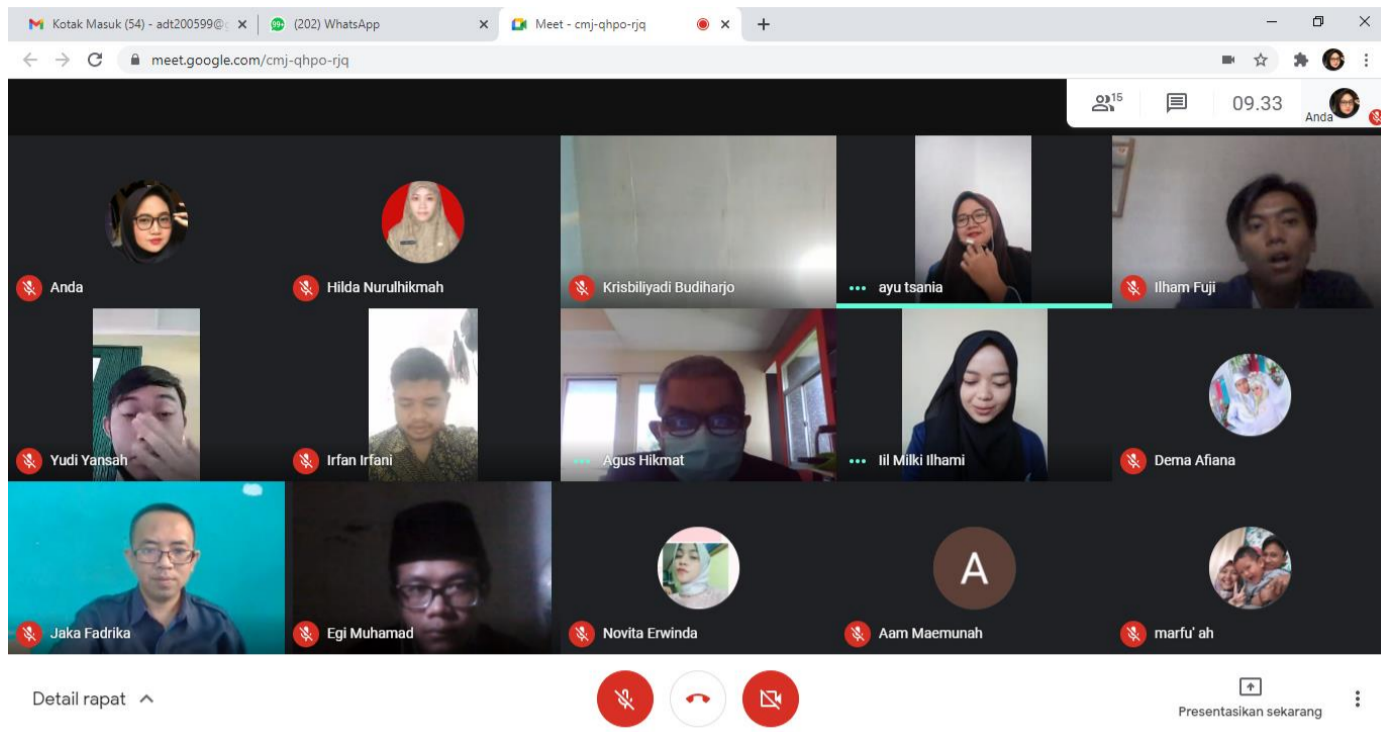 Kotak Masuk (54) - adt200599@g
99+
(202) WhatsApp
Meet - cmj-qhpo-rjq
meet.google.com/cmj-qhpo-rjq
15
09.33
Anda
Anda
Hilda Nurulhikmah
Krisbiliyadi Budiharjo
ayu tsania
Ilham Fuji
Yudi Yansah
Irfan Irfani
Agus Hikmat
Iil Milki Ilhami
Dema Afiana
Jaka Fadrika
Egi Muhamad
Novita Erwinda
A
Aam Maemunah
marfu' ah
Detail rapat
Presentasikan sekarang